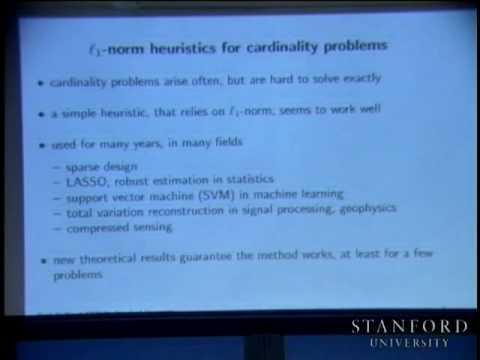 ℓ₁-norm heuristics for cardinality problems
• cardinality problems arise often, but are hard to solve exactly
• a simple heuristic, that relies on ℓ₁-norm, seems to work well
• used for many years, in many fields
– sparse design
– LASSO, robust estimation in statistics
– support vector machine (SVM) in machine learning
– total variation reconstruction in signal processing, geophysics
– compressed sensing
• new theoretical results guarantee the method works, at least for a few
problems
STANFORD
UNIVERSITY